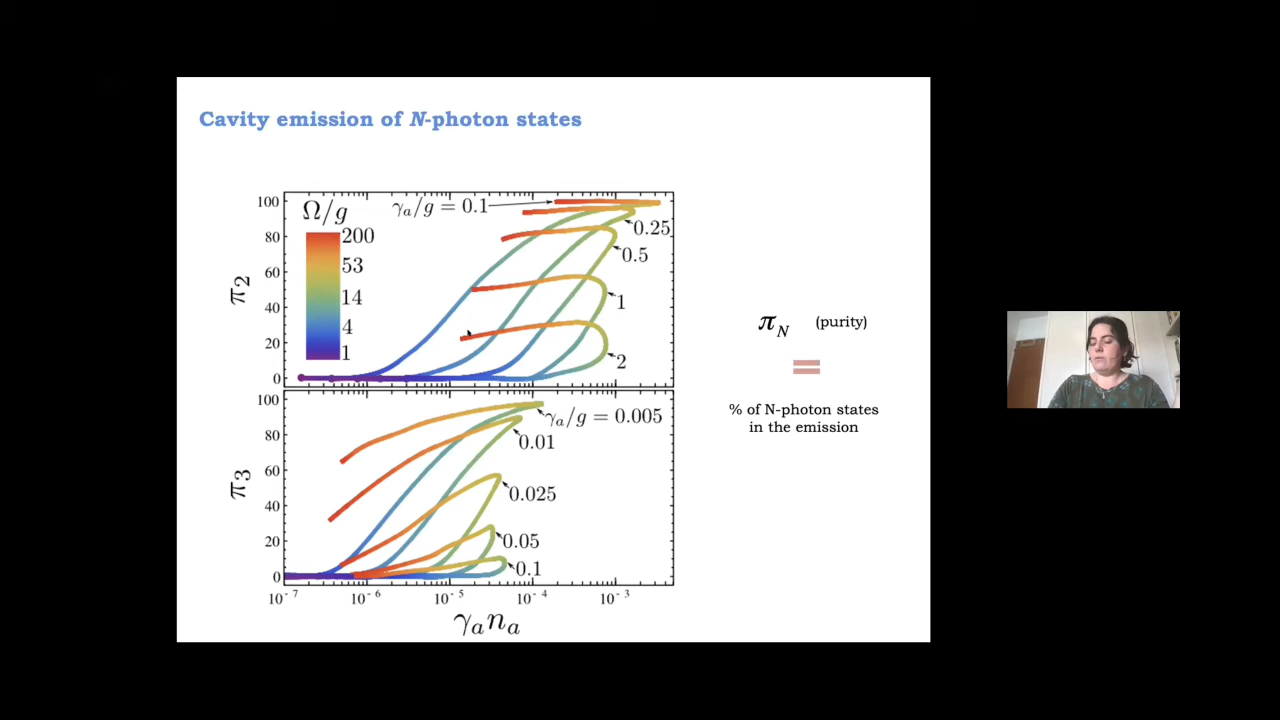 Cavity emission of N-photon states
π₂
100
80
60
40
20
0
Ω/g
200
53
14
4
1
γₐ/g = 0.1
0.25
0.5
1
2
π₃
100
80
60
40
20
0
γₐ/g = 0.005
0.01
0.025
0.05
0.1
10⁻⁷ 10⁻⁶ 10⁻⁵ 10⁻⁴ 10⁻³
γₐnₐ
π_N (purity)
=
% of N-photon states
in the emission